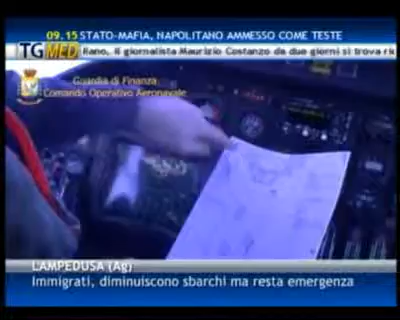 09.15 STATO-MAFIA, NAPOLITANO AMMESSO COME TESTE
TG MED
Rano, il giornalista Maurizio Costanzo da due giorni si trova
Guardia di Finanza
Comando Operativo Aeronavale
LAMPEDUSA (Ag)
Immigrati, diminuiscono sbarchi ma resta emergenza